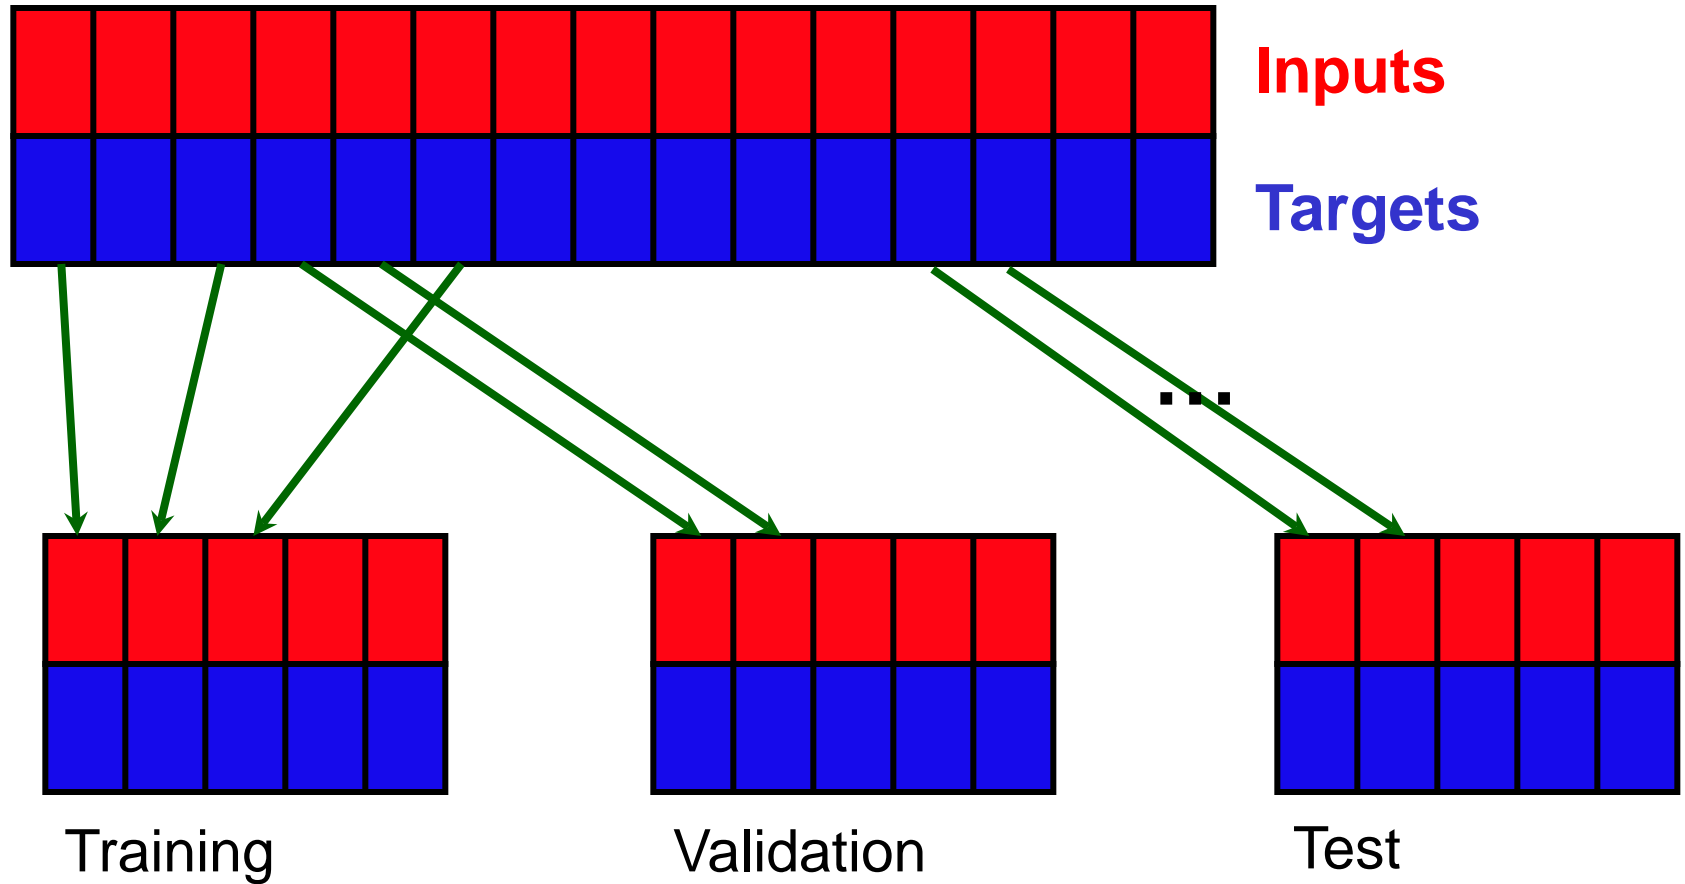 Inputs
Targets
...
Training
Validation
Test